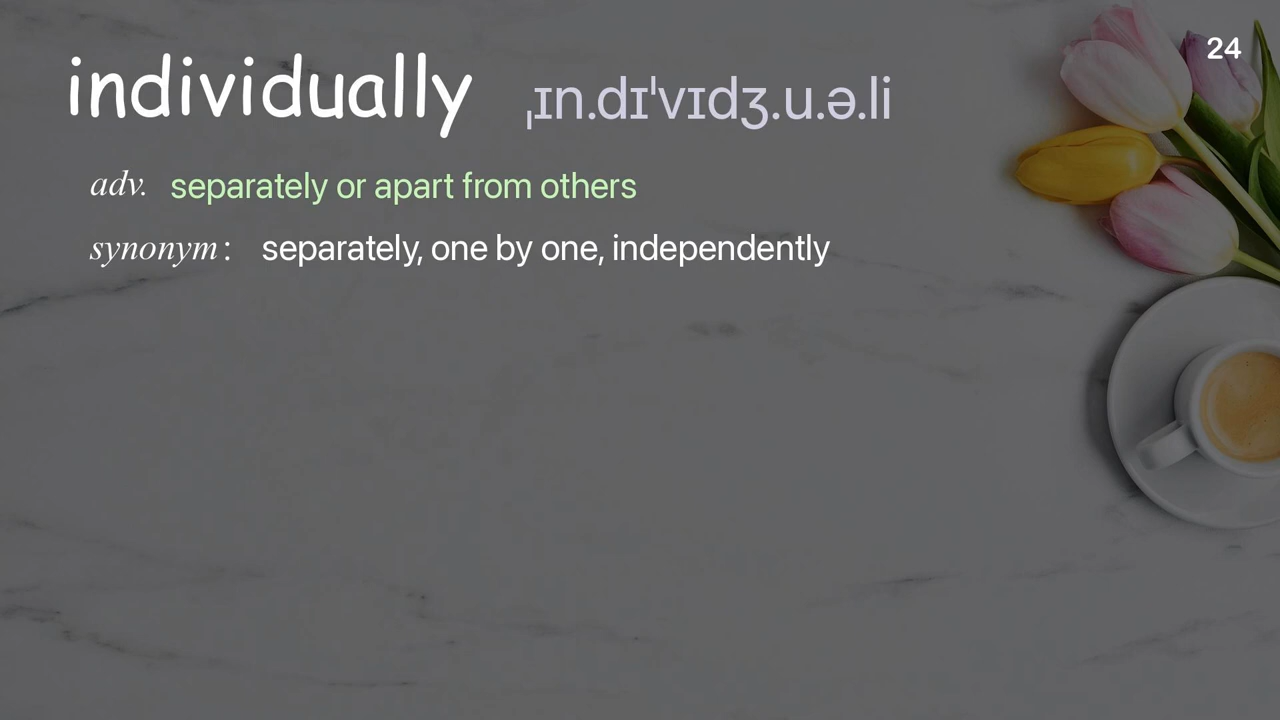 24
individually ˌɪn.dɪˈvɪdʒ.u.ə.li
adv. separately or apart from others
synonym: separately, one by one, independently